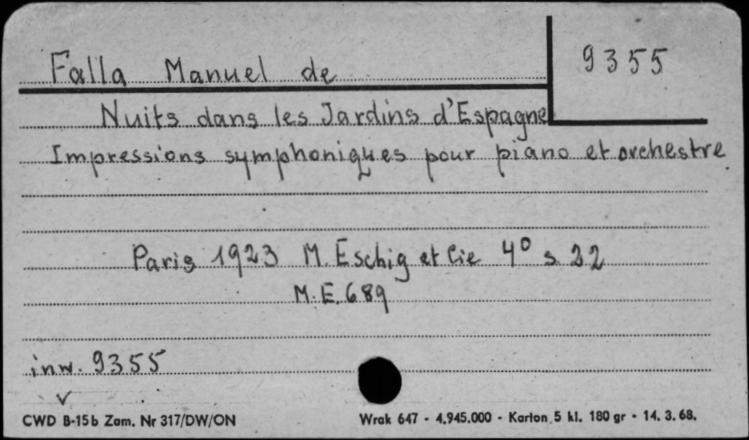 Falla Manuel de
9355
Nuits dans les Jardins d'Espagne
Impressions symphoniques pour piano et orchestre
Paris 1923 M. Eschig et Cie 4° s 22
M.E. 689
inw. 9355
CWD B-15b Zam. Nr 317/DW/ON Wrak 647 - 4.945.000 - Karton 5 kl. 180 gr - 14. 3. 68.